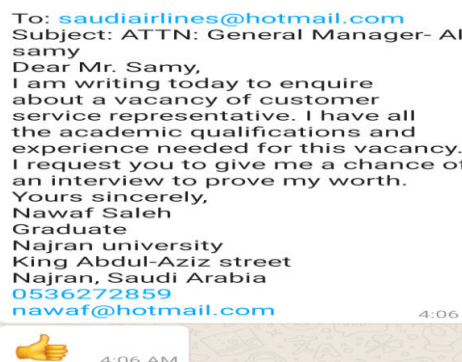 To: saudiairlines@hotmail.com
Subject: ATTN: General Manager- Al
samy
Dear Mr. Samy,
I am writing today to enquire
about a vacancy of customer
service representative. I have all
the academic qualifications and
experience needed for this vacancy.
I request you to give me a chance of
an interview to prove my worth.
Yours sincerely,
Nawaf Saleh
Graduate
Najran university
King Abdul-Aziz street
Najran, Saudi Arabia
0536272859
nawaf@hotmail.com
4:06
4:06 AM